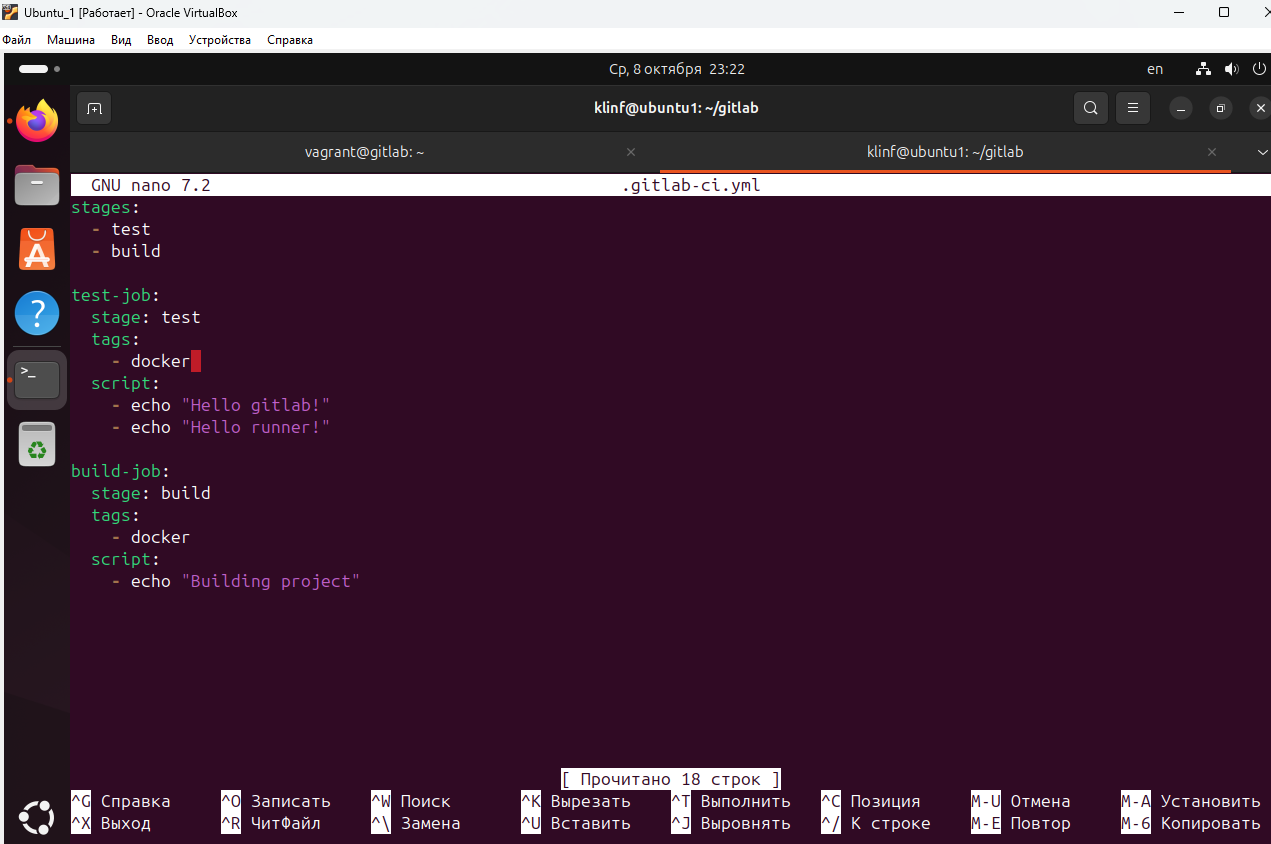 Ubuntu_1 [Работает] - Oracle VirtualBox
Файл Машина Вид Ввод Устройства Справка
Ср, 8 октября 23:22 en
klinf@ubuntu1: ~/gitlab
vagrant@gitlab: ~ klinf@ubuntu1: ~/gitlab
GNU nano 7.2 .gitlab-ci.yml
stages:
  - test
  - build
test-job:
  stage: test
  tags:
    - docker
  script:
    - echo "Hello gitlab!"
    - echo "Hello runner!"
build-job:
  stage: build
  tags:
    - docker
  script:
    - echo "Building project"
[ Прочитано 18 строк ]
^G Справка ^O Записать ^W Поиск ^K Вырезать ^T Выполнить ^C Позиция M-U Отмена M-A Установить
^X Выход ^R ЧитФайл ^\ Замена ^U Вставить ^J Выровнять ^/ К строке M-E Повтор M-6 Копировать